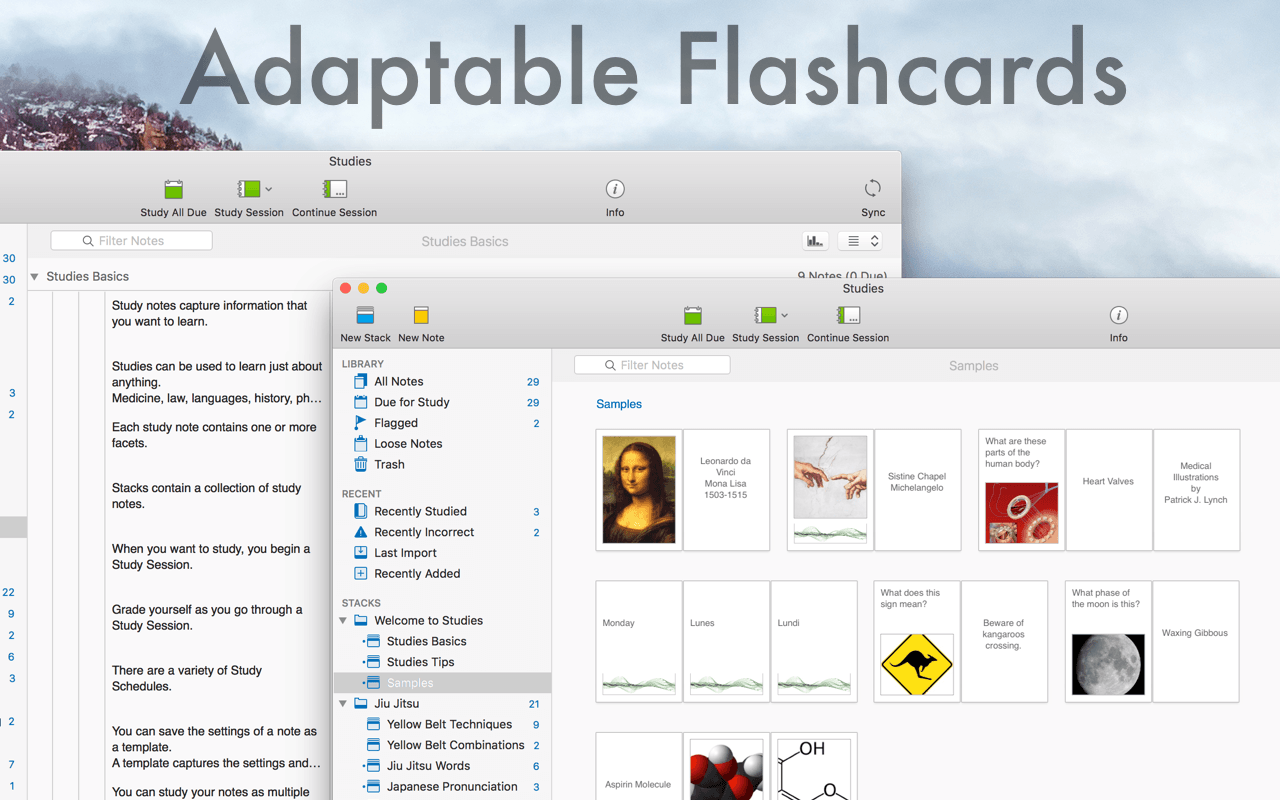 Adaptable Flashcards
Studies
Study All Due
Study Session
Continue Session
Info
Sync
Filter Notes
Studies Basics
30
30
2
3
2
22
9
2
6
3
2
7
1
Studies Basics
9 Notes (0 Due)
Study notes capture information that
you want to learn.
Studies can be used to learn just about
anything.
Medicine, law, languages, history, ph…
Each study note contains one or more
facets.
Stacks contain a collection of study
notes.
When you want to study, you begin a
Study Session.
Grade yourself as you go through a
Study Session.
There are a variety of Study
Schedules.
You can save the settings of a note as
a template.
A template captures the settings and…
You can study your notes as multiple
Studies
New Stack
New Note
Study All Due
Study Session
Continue Session
Info
LIBRARY
All Notes 29
Due for Study 29
Flagged 2
Loose Notes
Trash
RECENT
Recently Studied 3
Recently Incorrect 2
Last Import
Recently Added
STACKS
Welcome to Studies
Studies Basics
Studies Tips
Samples
Jiu Jitsu 21
Yellow Belt Techniques 9
Yellow Belt Combinations 2
Jiu Jitsu Words 6
Japanese Pronunciation 3
Filter Notes
Samples
Samples
Leonardo da
Vinci
Mona Lisa
1503-1515
Sistine Chapel
Michelangelo
What are these
parts of the
human body?
Heart Valves
Medical
Illustrations
by
Patrick J. Lynch
Monday
Lunes
Lundi
What does this
sign mean?
Beware of
kangaroos
crossing.
What phase of
the moon is this?
Waxing Gibbous
Aspirin Molecule
OH
O